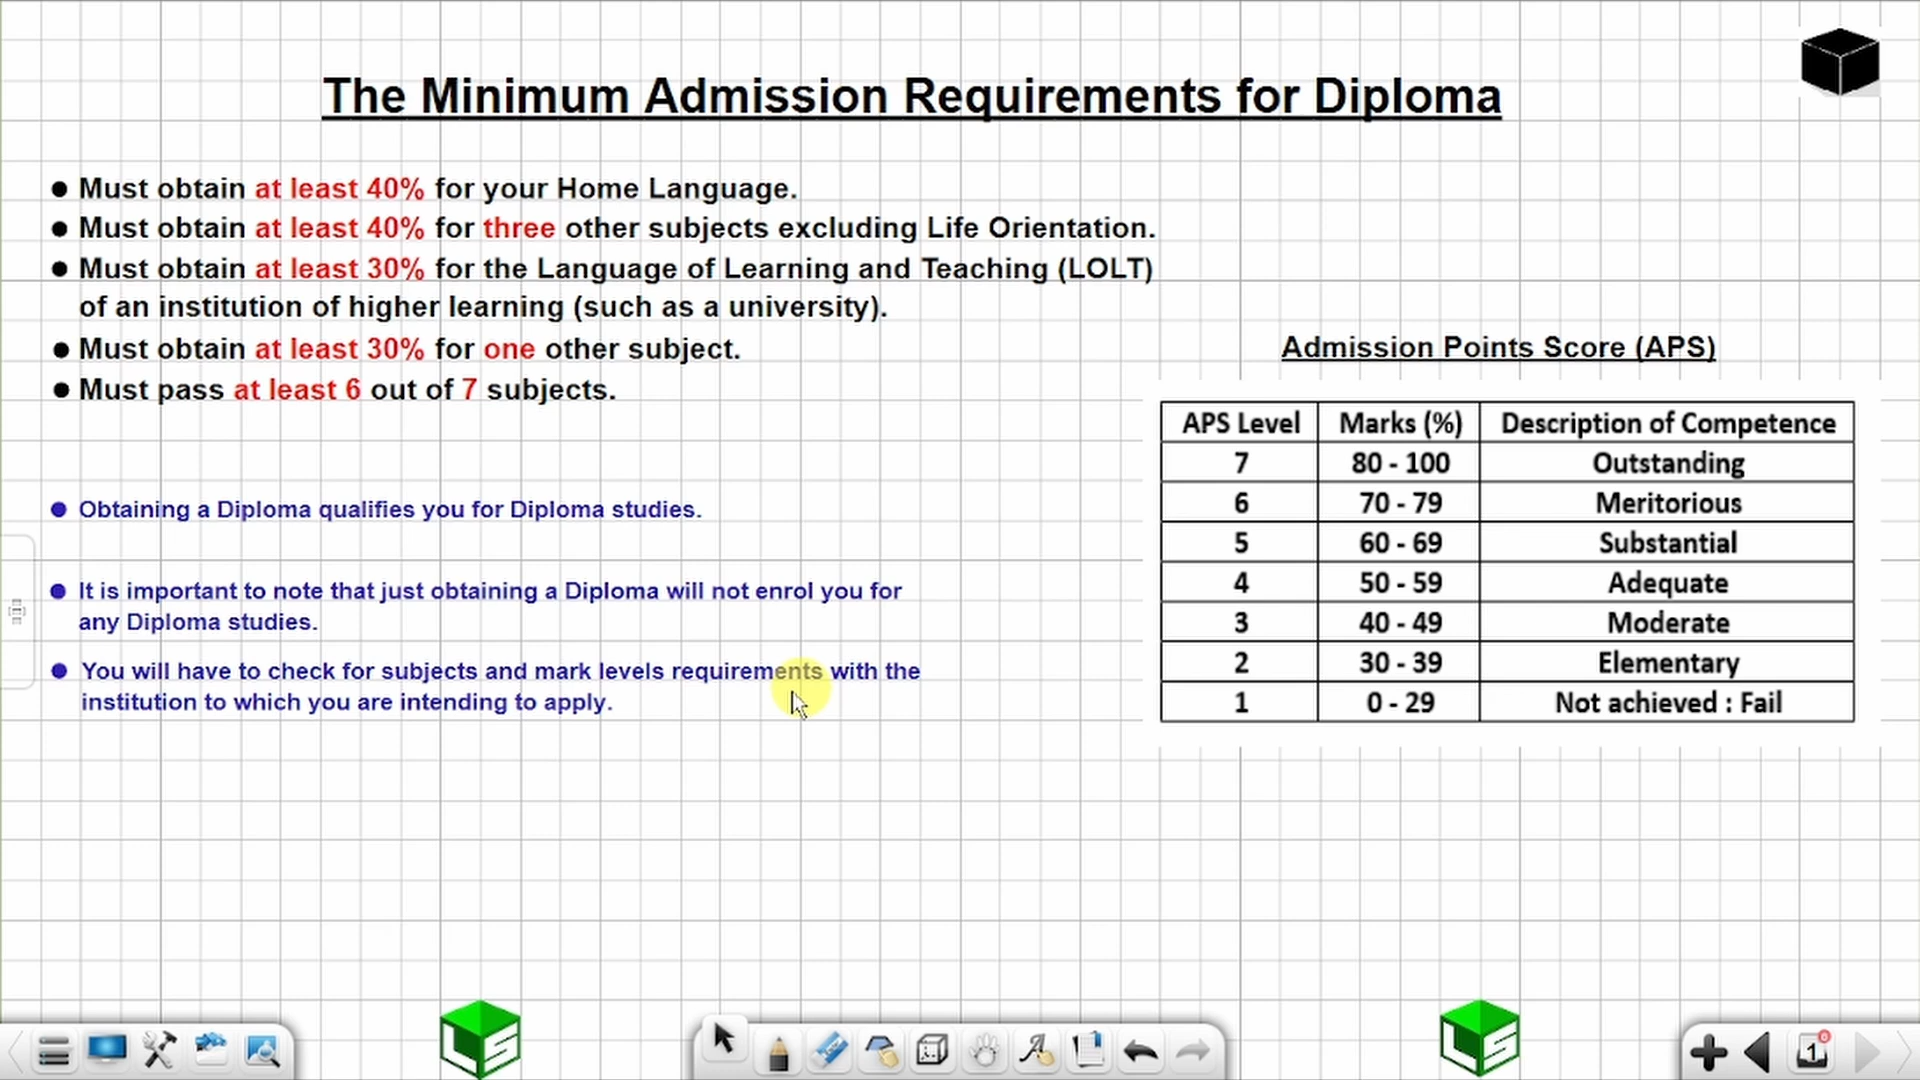 The Minimum Admission Requirements for Diploma
● Must obtain at least 40% for your Home Language.
● Must obtain at least 40% for three other subjects excluding Life Orientation.
● Must obtain at least 30% for the Language of Learning and Teaching (LOLT)
of an institution of higher learning (such as a university).
● Must obtain at least 30% for one other subject.
● Must pass at least 6 out of 7 subjects.
● Obtaining a Diploma qualifies you for Diploma studies.
● It is important to note that just obtaining a Diploma will not enrol you for
any Diploma studies.
● You will have to check for subjects and mark levels requirements with the
institution to which you are intending to apply.
Admission Points Score (APS)
APS Level Marks (%) Description of Competence
7 80 - 100 Outstanding
6 70 - 79 Meritorious
5 60 - 69 Substantial
4 50 - 59 Adequate
3 40 - 49 Moderate
2 30 - 39 Elementary
1 0 - 29 Not achieved : Fail
LS
LS
1